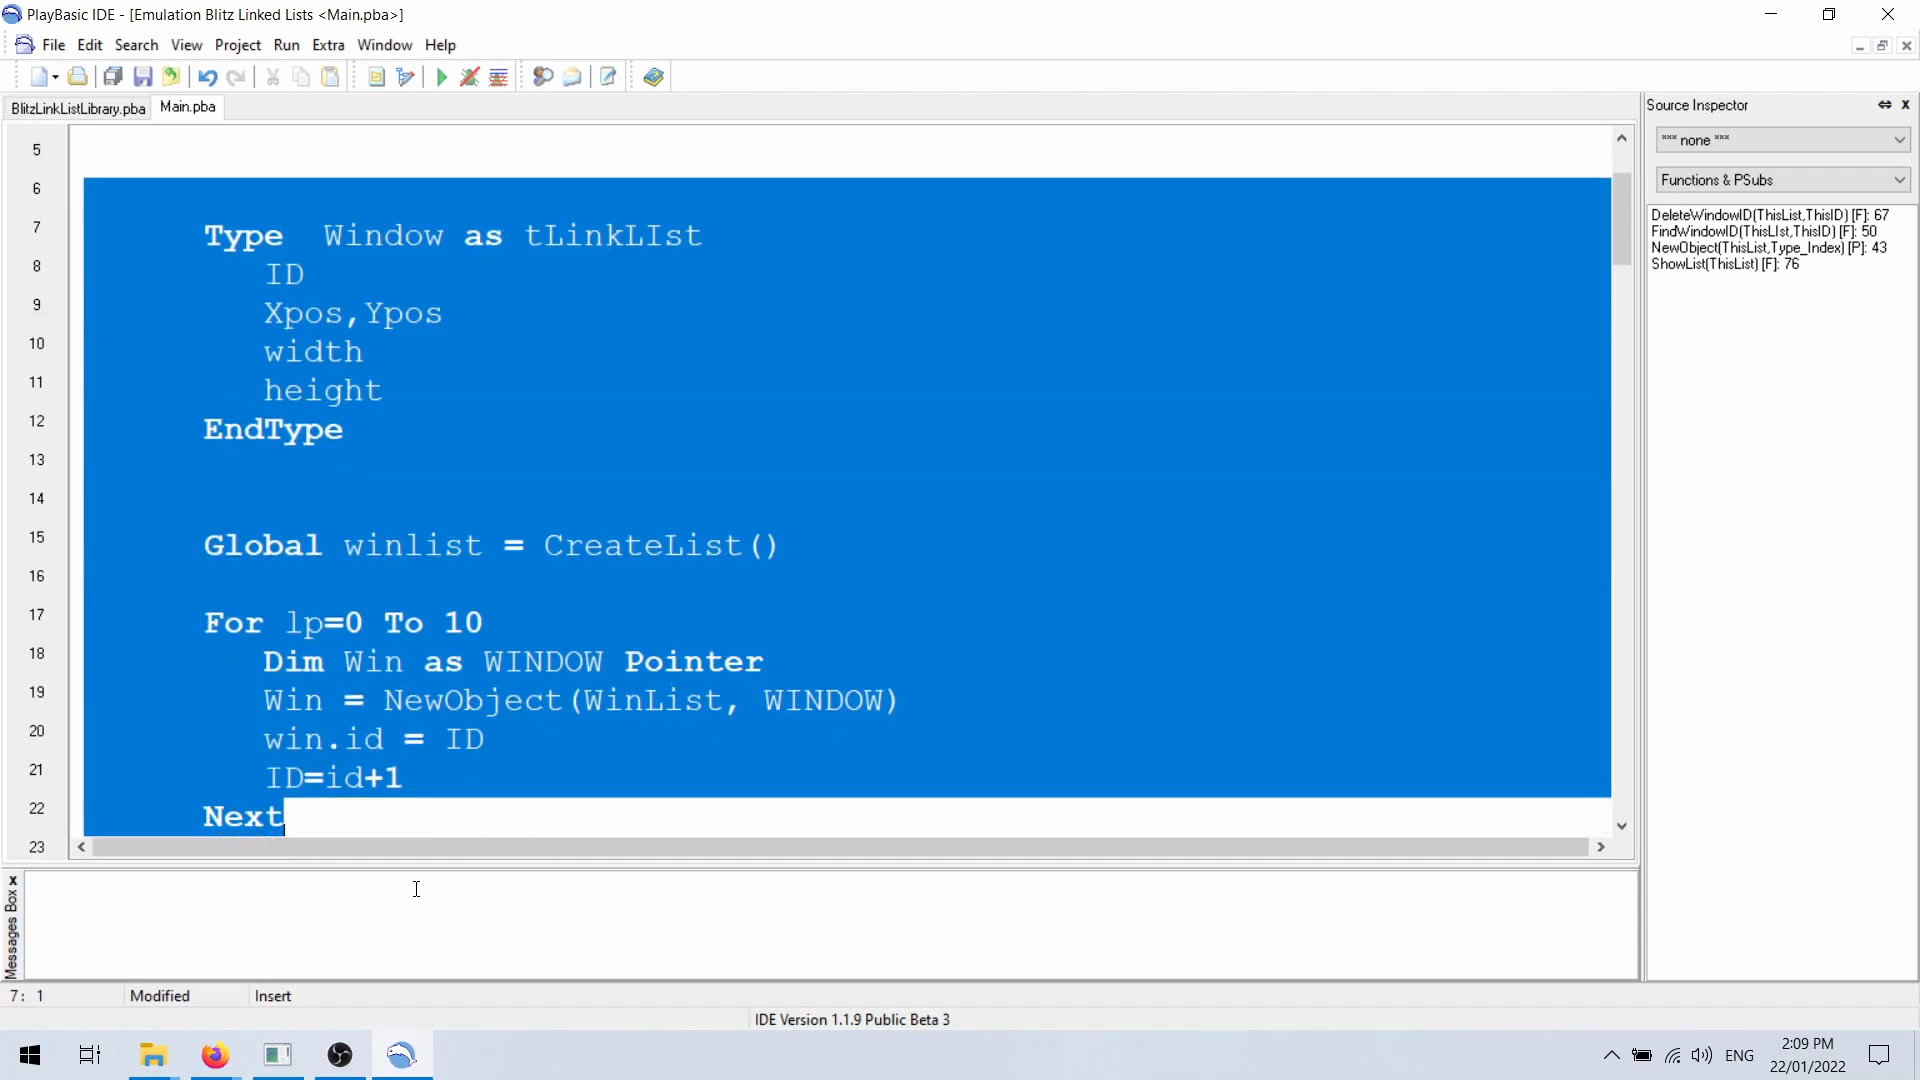 PlayBasic IDE - [Emulation Blitz Linked Lists <Main.pba>]
File Edit Search View Project Run Extra Window Help
BlitzLinkListLibrary.pba Main.pba
Source Inspector x
*** none ***
Functions & PSubs
DeleteWindowID(ThisList,ThisID) [F]: 67
FindWindowID(ThisLIst,ThisID) [F]: 50
NewObject(ThisList,Type_Index) [P]: 43
ShowList(ThisList) [F]: 76
5
6
7 Type Window as tLinkLIst
8 ID
9 Xpos,Ypos
10 width
11 height
12 EndType
13
14
15 Global winlist = CreateList()
16
17 For lp=0 To 10
18 Dim Win as WINDOW Pointer
19 Win = NewObject(WinList, WINDOW)
20 win.id = ID
21 ID=id+1
22 Next
23
Messages Box x
7: 1 Modified Insert
IDE Version 1.1.9 Public Beta 3
ENG
2:09 PM
22/01/2022